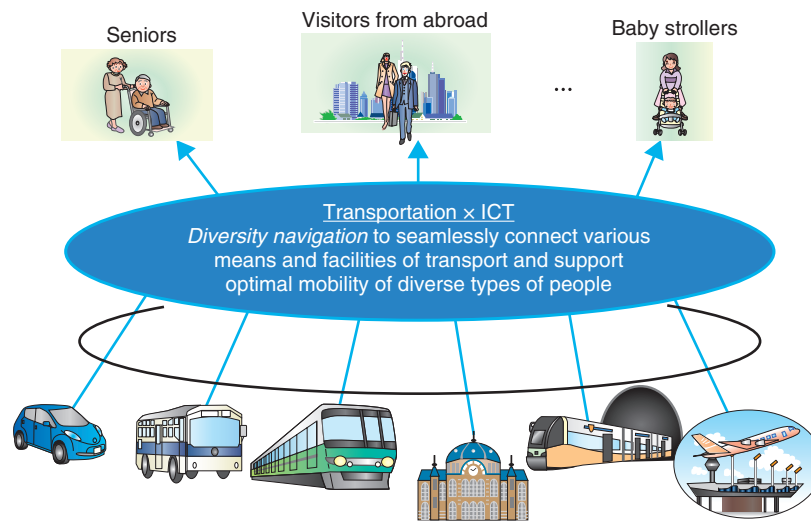 Seniors
Visitors from abroad
Baby strollers
...
Transportation × ICT
Diversity navigation to seamlessly connect various
means and facilities of transport and support
optimal mobility of diverse types of people